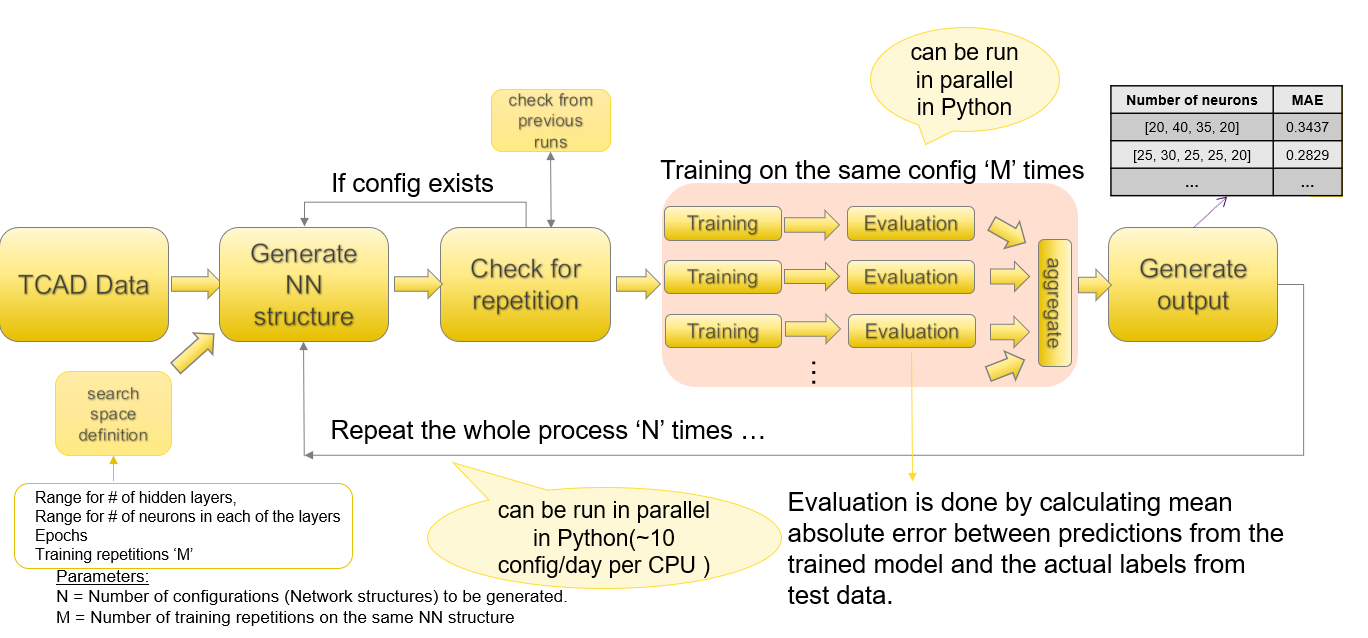 can be run
in parallel
in Python
Number of neurons MAE
[20, 40, 35, 20] 0.3437
[25, 30, 25, 25, 20] 0.2829
... ...
check from
previous
runs
If config exists
Training on the same config ‘M’ times
TCAD Data
Generate
NN
structure
Check for
repetition
Training
Evaluation
Training
Evaluation
Training
Evaluation
⋮
aggregate
Generate
output
search
space
definition
Repeat the whole process ‘N’ times …
Range for # of hidden layers,
Range for # of neurons in each of the layers
Epochs
Training repetitions ‘M’
can be run in parallel
in Python(~10
config/day per CPU )
Evaluation is done by calculating mean
absolute error between predictions from the
trained model and the actual labels from
test data.
Parameters:
N = Number of configurations (Network structures) to be generated.
M = Number of training repetitions on the same NN structure